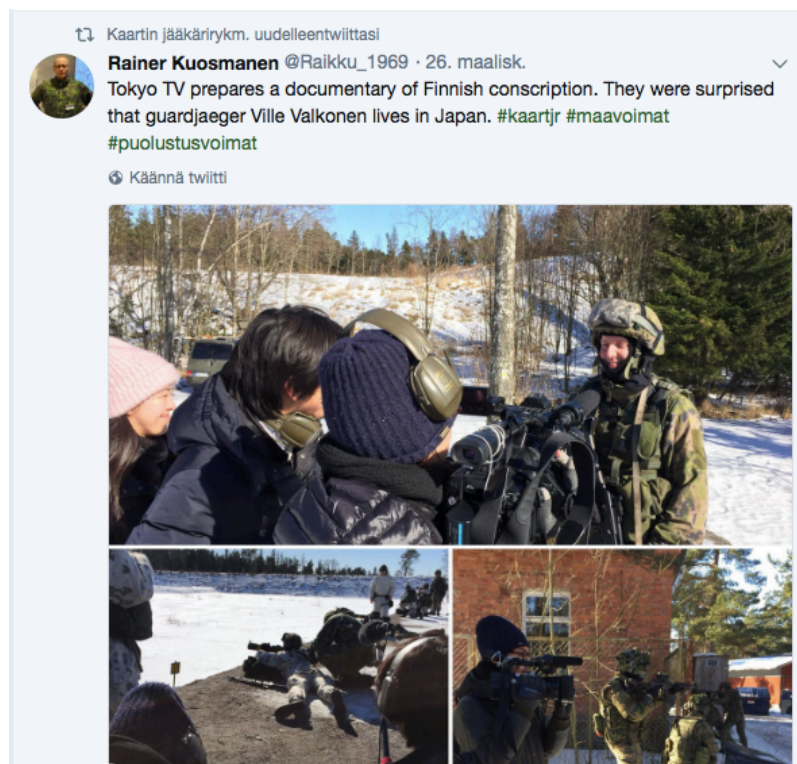 Kaartin jääkärirykm. uudelleentwiittasi
Rainer Kuosmanen @Raikku_1969 · 26. maalisk.
Tokyo TV prepares a documentary of Finnish conscription. They were surprised
that guardjaeger Ville Valkonen lives in Japan. #kaartjr #maavoimat
#puolustusvoimat
Käännä twiitti